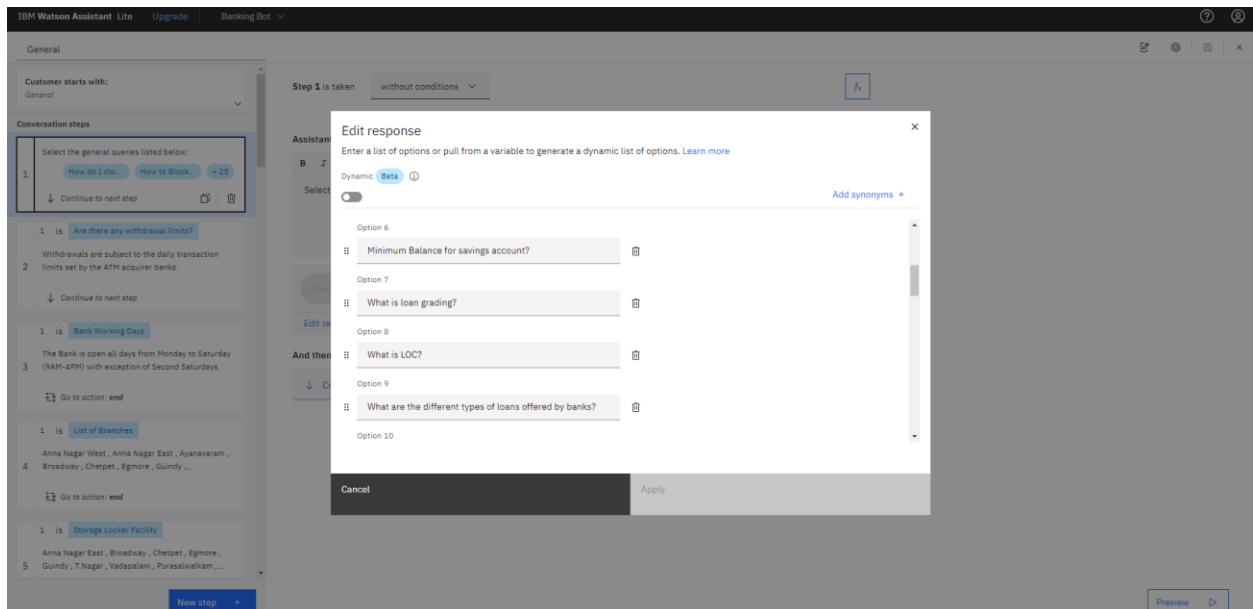 IBM Watson Assistant Lite Upgrade Banking Bot
General
Customer starts with:
General
Conversation steps
1
Select the general queries listed below:
How do I clo... How to Block... + 25
Continue to next step
2
1 is Are there any withdrawal limits?
Withdrawals are subject to the daily transaction
limits set by the ATM acquirer banks.
Continue to next step
3
1 is Bank Working Days
The Bank is open all days from Monday to Saturday
(9AM-4PM) with exception of Second Saturdays
Go to action: end
4
1 is List of Branches
Anna Nagar West , Anna Nagar East , Ayanavaram ,
Broadway , Chetpet , Egmore , Guindy ,...
Go to action: end
5
1 is Storage Locker Facility
Anna Nagar East , Broadway , Chetpet , Egmore ,
Guindy , T.Nagar , Vadapalani , Purasalwalkam ,...
New step +
Step 1 is taken without conditions
fx
Assistan
B I
Select
Edit re
And then
Co
Edit response
Enter a list of options or pull from a variable to generate a dynamic list of options. Learn more
Dynamic Beta
Add synonyms +
Option 6
Minimum Balance for savings account?
Option 7
What is loan grading?
Option 8
What is LOC?
Option 9
What are the different types of loans offered by banks?
Option 10
Cancel
Apply
Preview